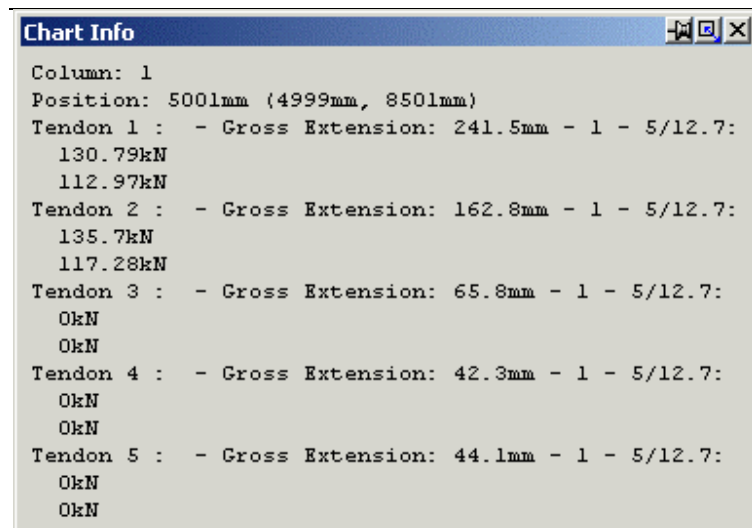 Chart Info
Column: 1
Position: 5001mm (4999mm, 8501mm)
Tendon 1 :  - Gross Extension: 241.5mm - 1 - 5/12.7:
130.79kN
112.97kN
Tendon 2 :  - Gross Extension: 162.8mm - 1 - 5/12.7:
135.7kN
117.28kN
Tendon 3 :  - Gross Extension: 65.8mm - 1 - 5/12.7:
0kN
0kN
Tendon 4 :  - Gross Extension: 42.3mm - 1 - 5/12.7:
0kN
0kN
Tendon 5 :  - Gross Extension: 44.1mm - 1 - 5/12.7:
0kN
0kN